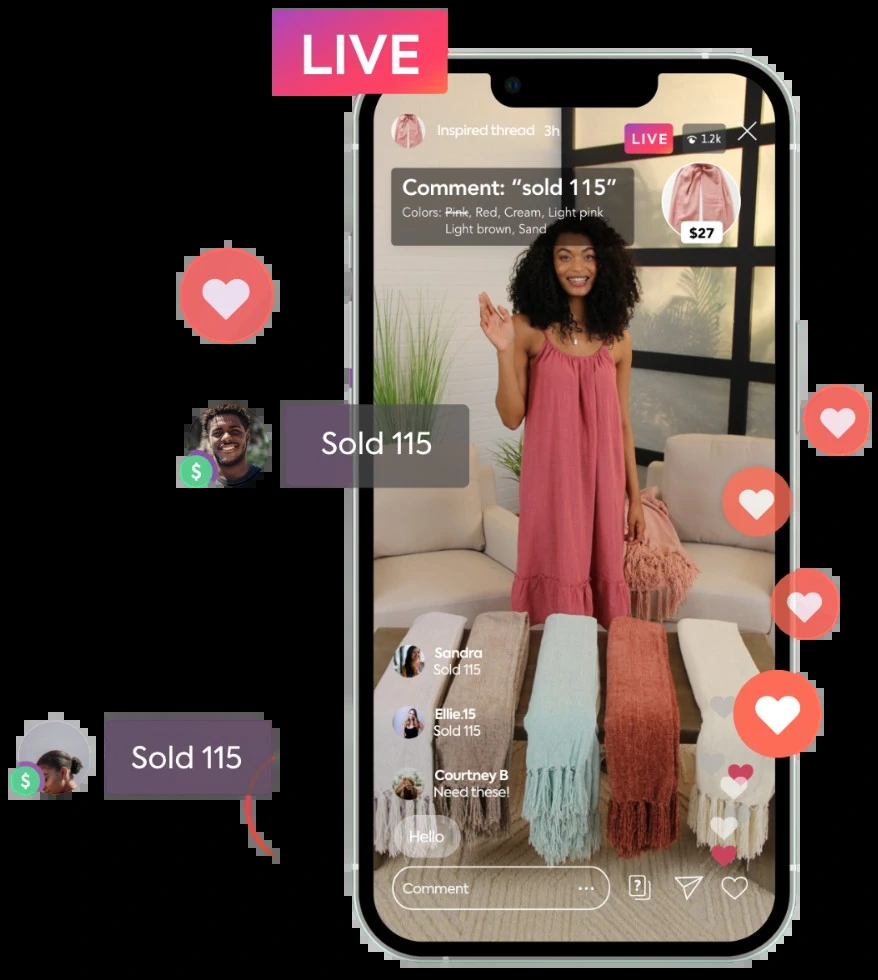 LIVE
Inspired thread 3h
LIVE
1.2k
Comment: "sold 115"
Colors: Pink, Red, Cream, Light pink
Light brown, Sand
$27
Sold 115
$
Sandra
Sold 115
Ellie.15
Sold 115
Sold 115
$
Courtney B
Need these!
Hello
Comment ...
?